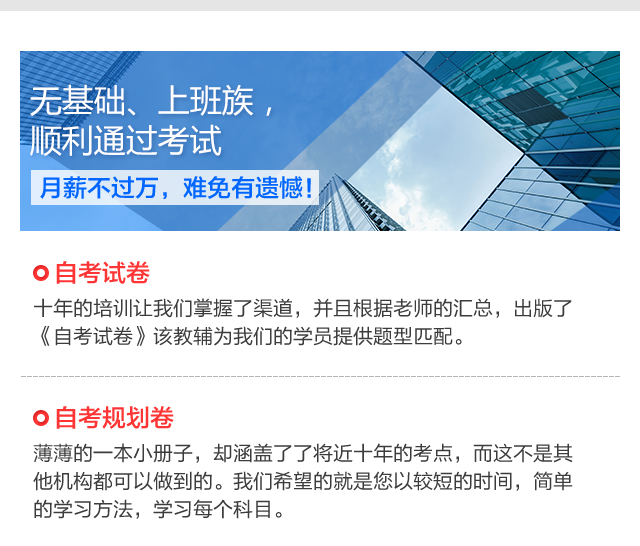 无基础、上班族，
顺利通过考试
月薪不过万，难免有遗憾！
自考试卷
十年的培训让我们掌握了渠道，并且根据老师的汇总，出版了
《自考试卷》该教辅为我们的学员提供题型匹配。
自考规划卷
薄薄的一本小册子，却涵盖了了将近十年的考点，而这不是其
他机构都可以做到的。我们希望的就是您以较短的时间，简单
的学习方法，学习每个科目。